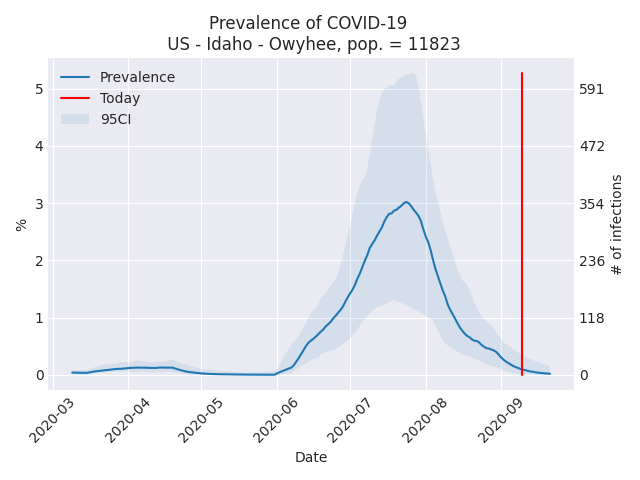 Prevalence of COVID-19
US - Idaho - Owyhee, pop. = 11823
Prevalence
Today
95CI
%
5
4
3
2
1
0
591
472
354
236
118
0
# of infections
2020-03
2020-04
2020-05
2020-06
2020-07
2020-08
2020-09
Date